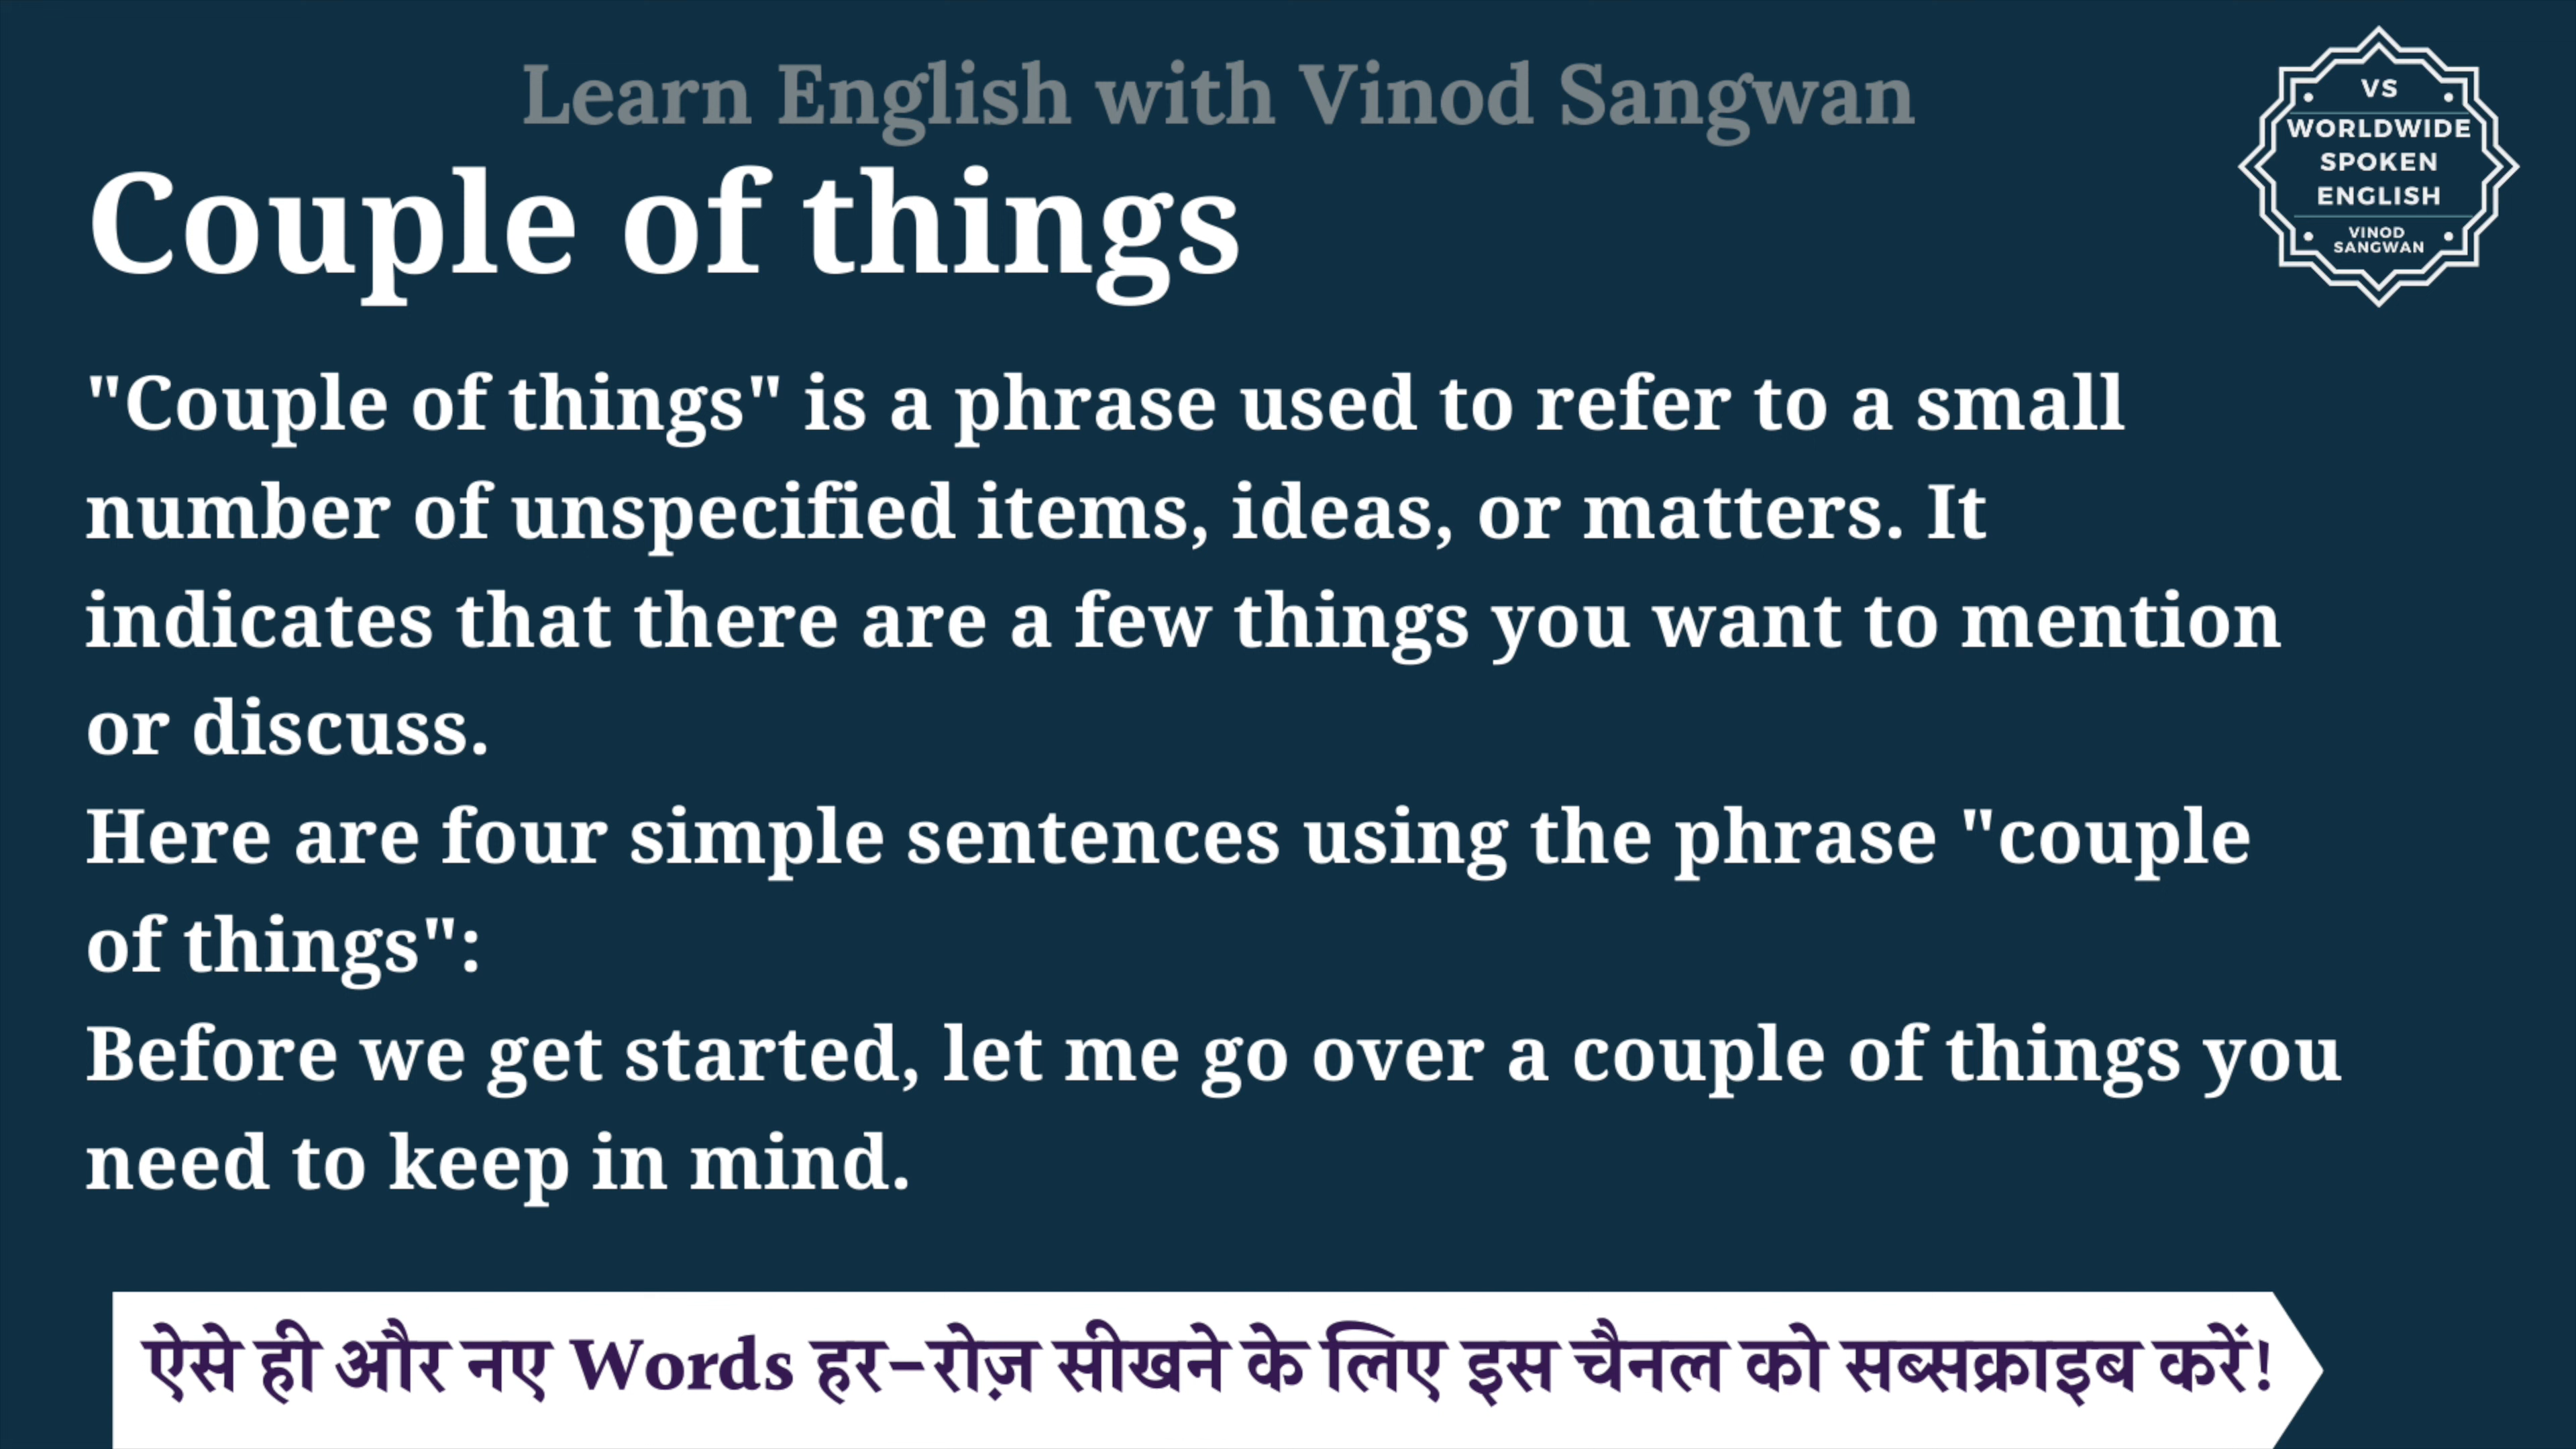 Learn English with Vinod Sangwan
VS
WORLDWIDE
SPOKEN
ENGLISH
VINOD
SANGWAN
Couple of things
"Couple of things" is a phrase used to refer to a small
number of unspecified items, ideas, or matters. It
indicates that there are a few things you want to mention
or discuss.
Here are four simple sentences using the phrase "couple
of things":
Before we get started, let me go over a couple of things you
need to keep in mind.
ऐसे ही और नए Words हर-रोज़ सीखने के लिए इस चैनल को सब्सक्राइब करें!